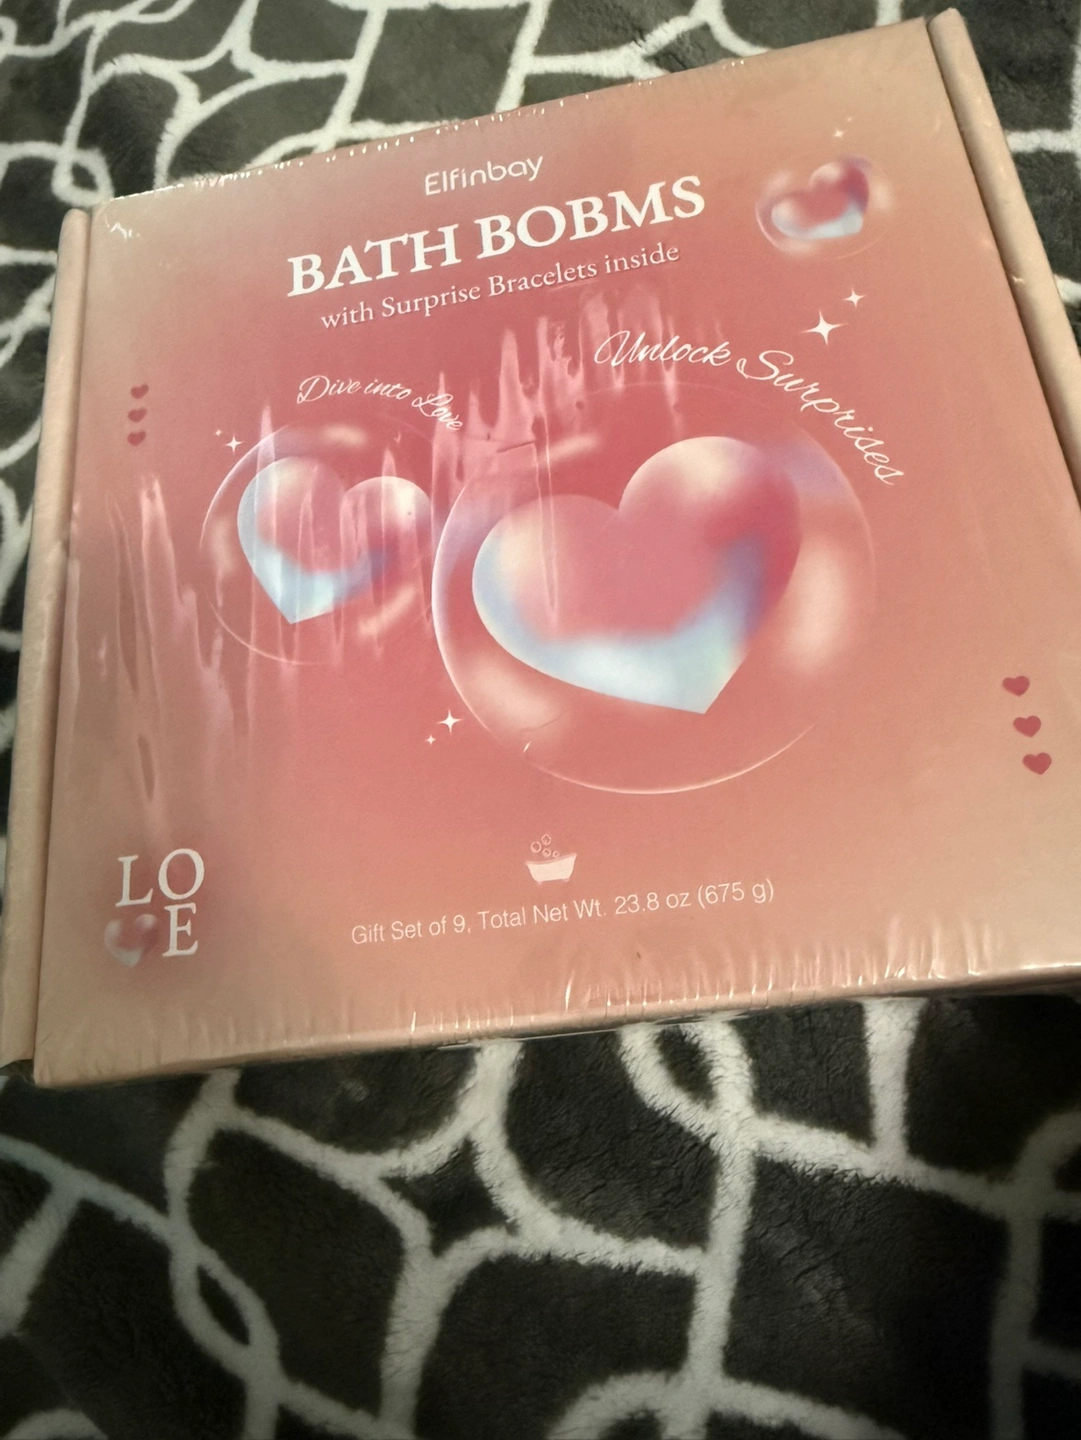 Elfinbay
BATH BOBMS
with Surprise Bracelets inside
Dive into Love
Unlock Surprises
LO
E
Gift Set of 9, Total Net Wt. 23.8 oz (675 g)